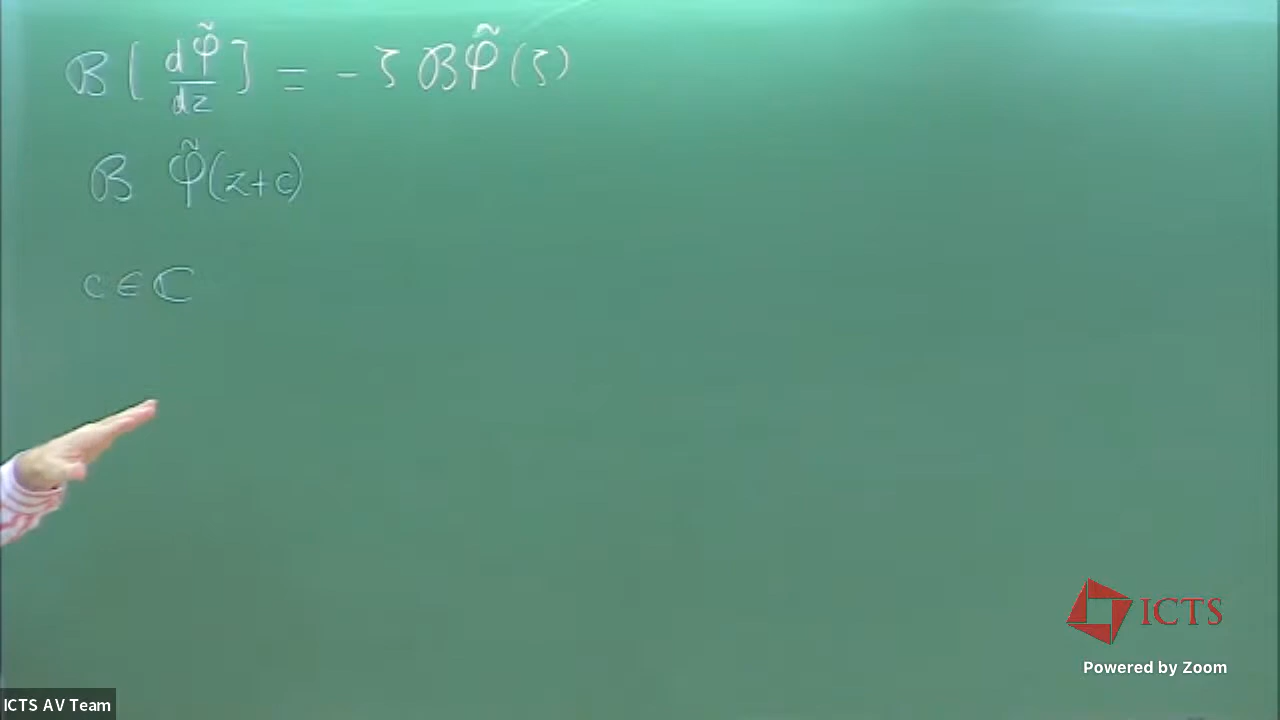 ℬ[dφ̃/dz] = -ζ ℬφ̃(ζ)
ℬ φ̃(z+c)
c ∈ ℂ
ICTS
Powered by Zoom
ICTS AV Team